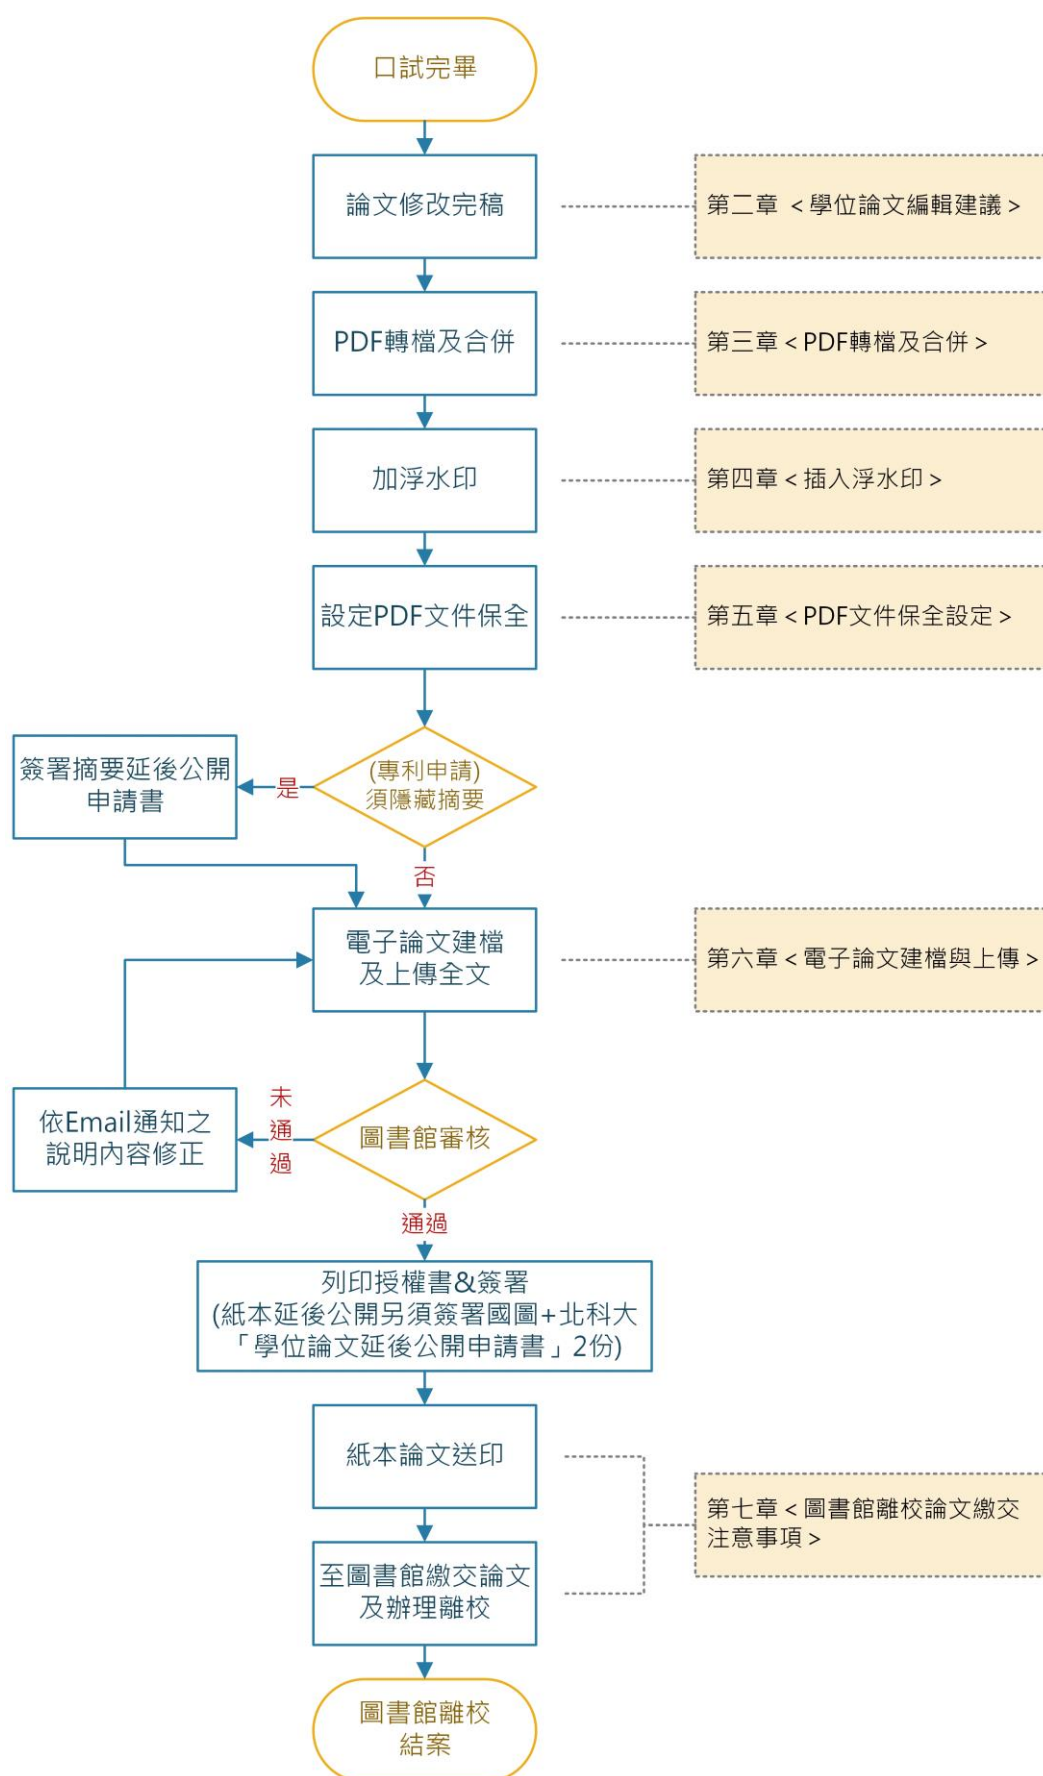 口試完畢
論文修改完稿
第二章 < 學位論文編輯建議 >
PDF轉檔及合併
第三章 < PDF轉檔及合併 >
加浮水印
第四章 < 插入浮水印 >
設定PDF文件保全
第五章 < PDF文件保全設定 >
(專利申請)
須隱藏摘要
是
簽署摘要延後公開
申請書
否
電子論文建檔
及上傳全文
第六章 < 電子論文建檔與上傳 >
圖書館審核
未
通
過
依Email通知之
說明內容修正
通過
列印授權書&簽署
(紙本延後公開另須簽署國圖+北科大
「學位論文延後公開申請書」2份)
紙本論文送印
第七章 < 圖書館離校論文繳交
注意事項 >
至圖書館繳交論文
及辦理離校
圖書館離校
結案